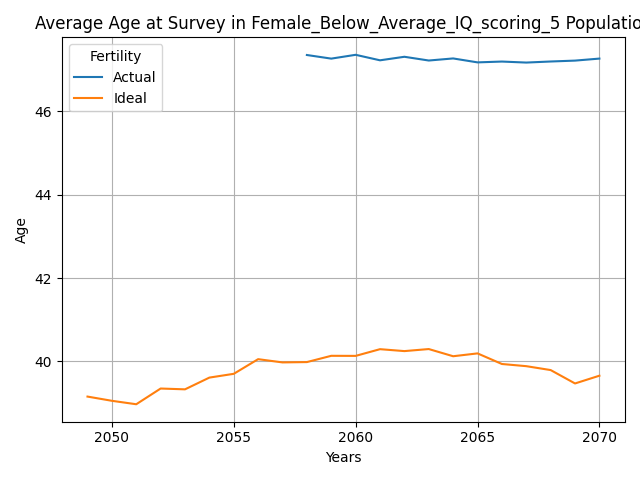 Average Age at Survey in Female_Below_Average_IQ_scoring_5 Populatio
Fertility
Actual
Ideal
46
44
42
40
Age
2050 2055 2060 2065 2070
Years